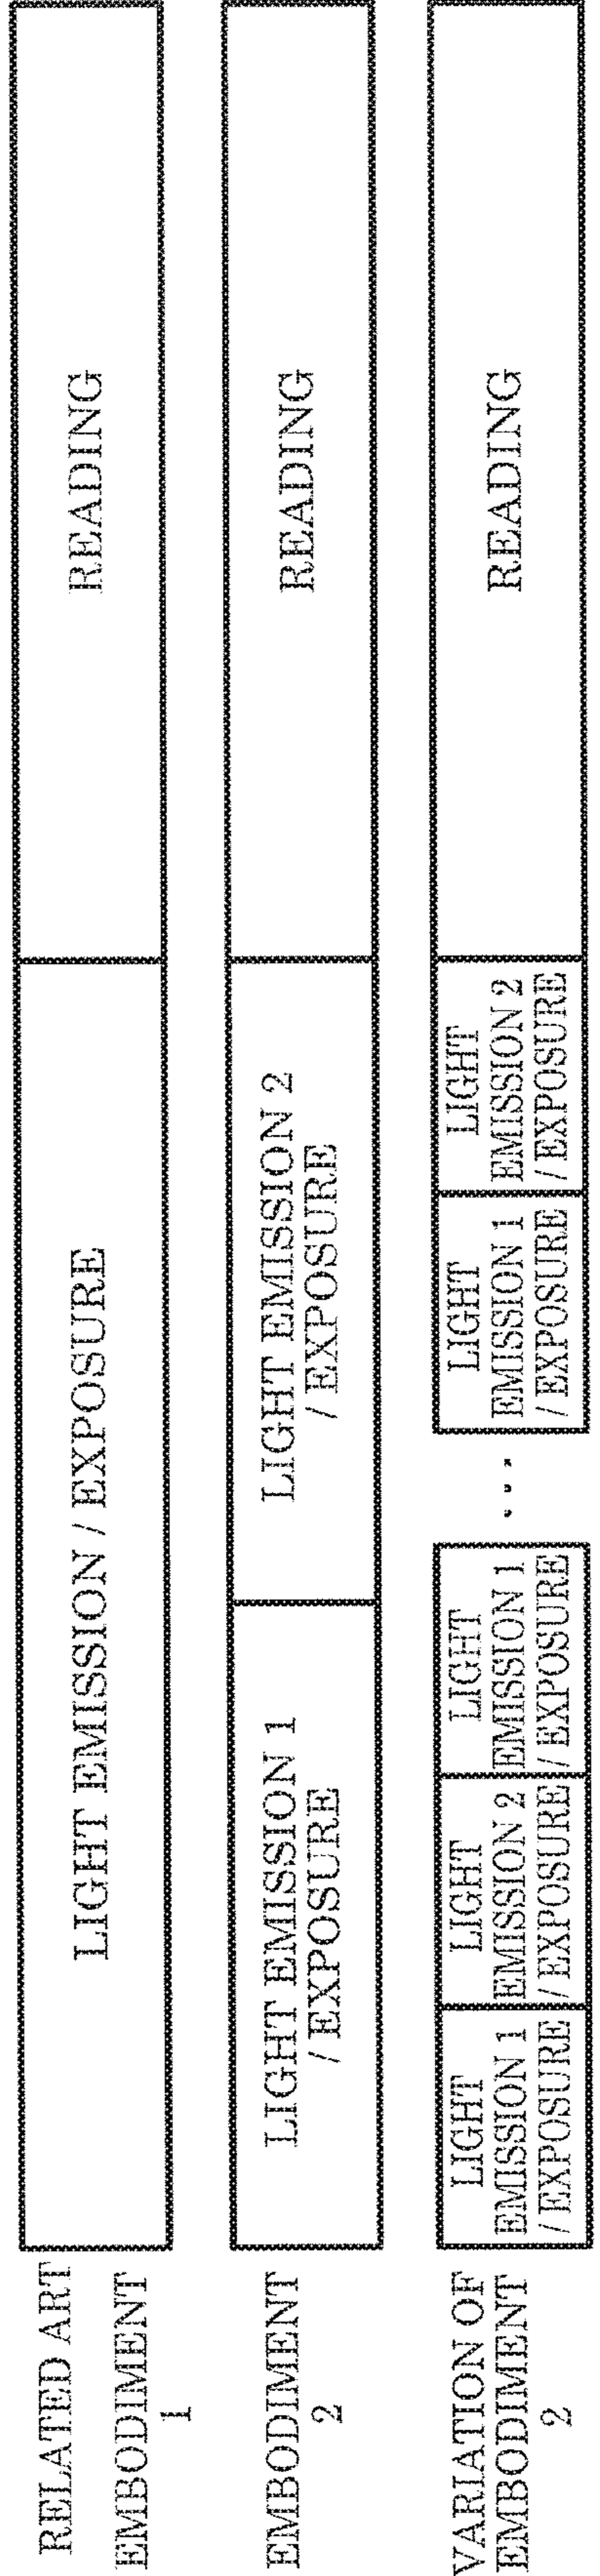 RELATED ART
EMBODIMENT
1
LIGHT EMISSION / EXPOSURE
READING
EMBODIMENT
2
LIGHT EMISSION 1
/ EXPOSURE
LIGHT EMISSION 2
/ EXPOSURE
READING
VARIATION OF
EMBODIMENT
2
LIGHT
EMISSION 1
/ EXPOSURE
LIGHT
EMISSION 2
/ EXPOSURE
LIGHT
EMISSION 1
/ EXPOSURE
...
LIGHT
EMISSION 1
/ EXPOSURE
LIGHT
EMISSION 2
/ EXPOSURE
READING